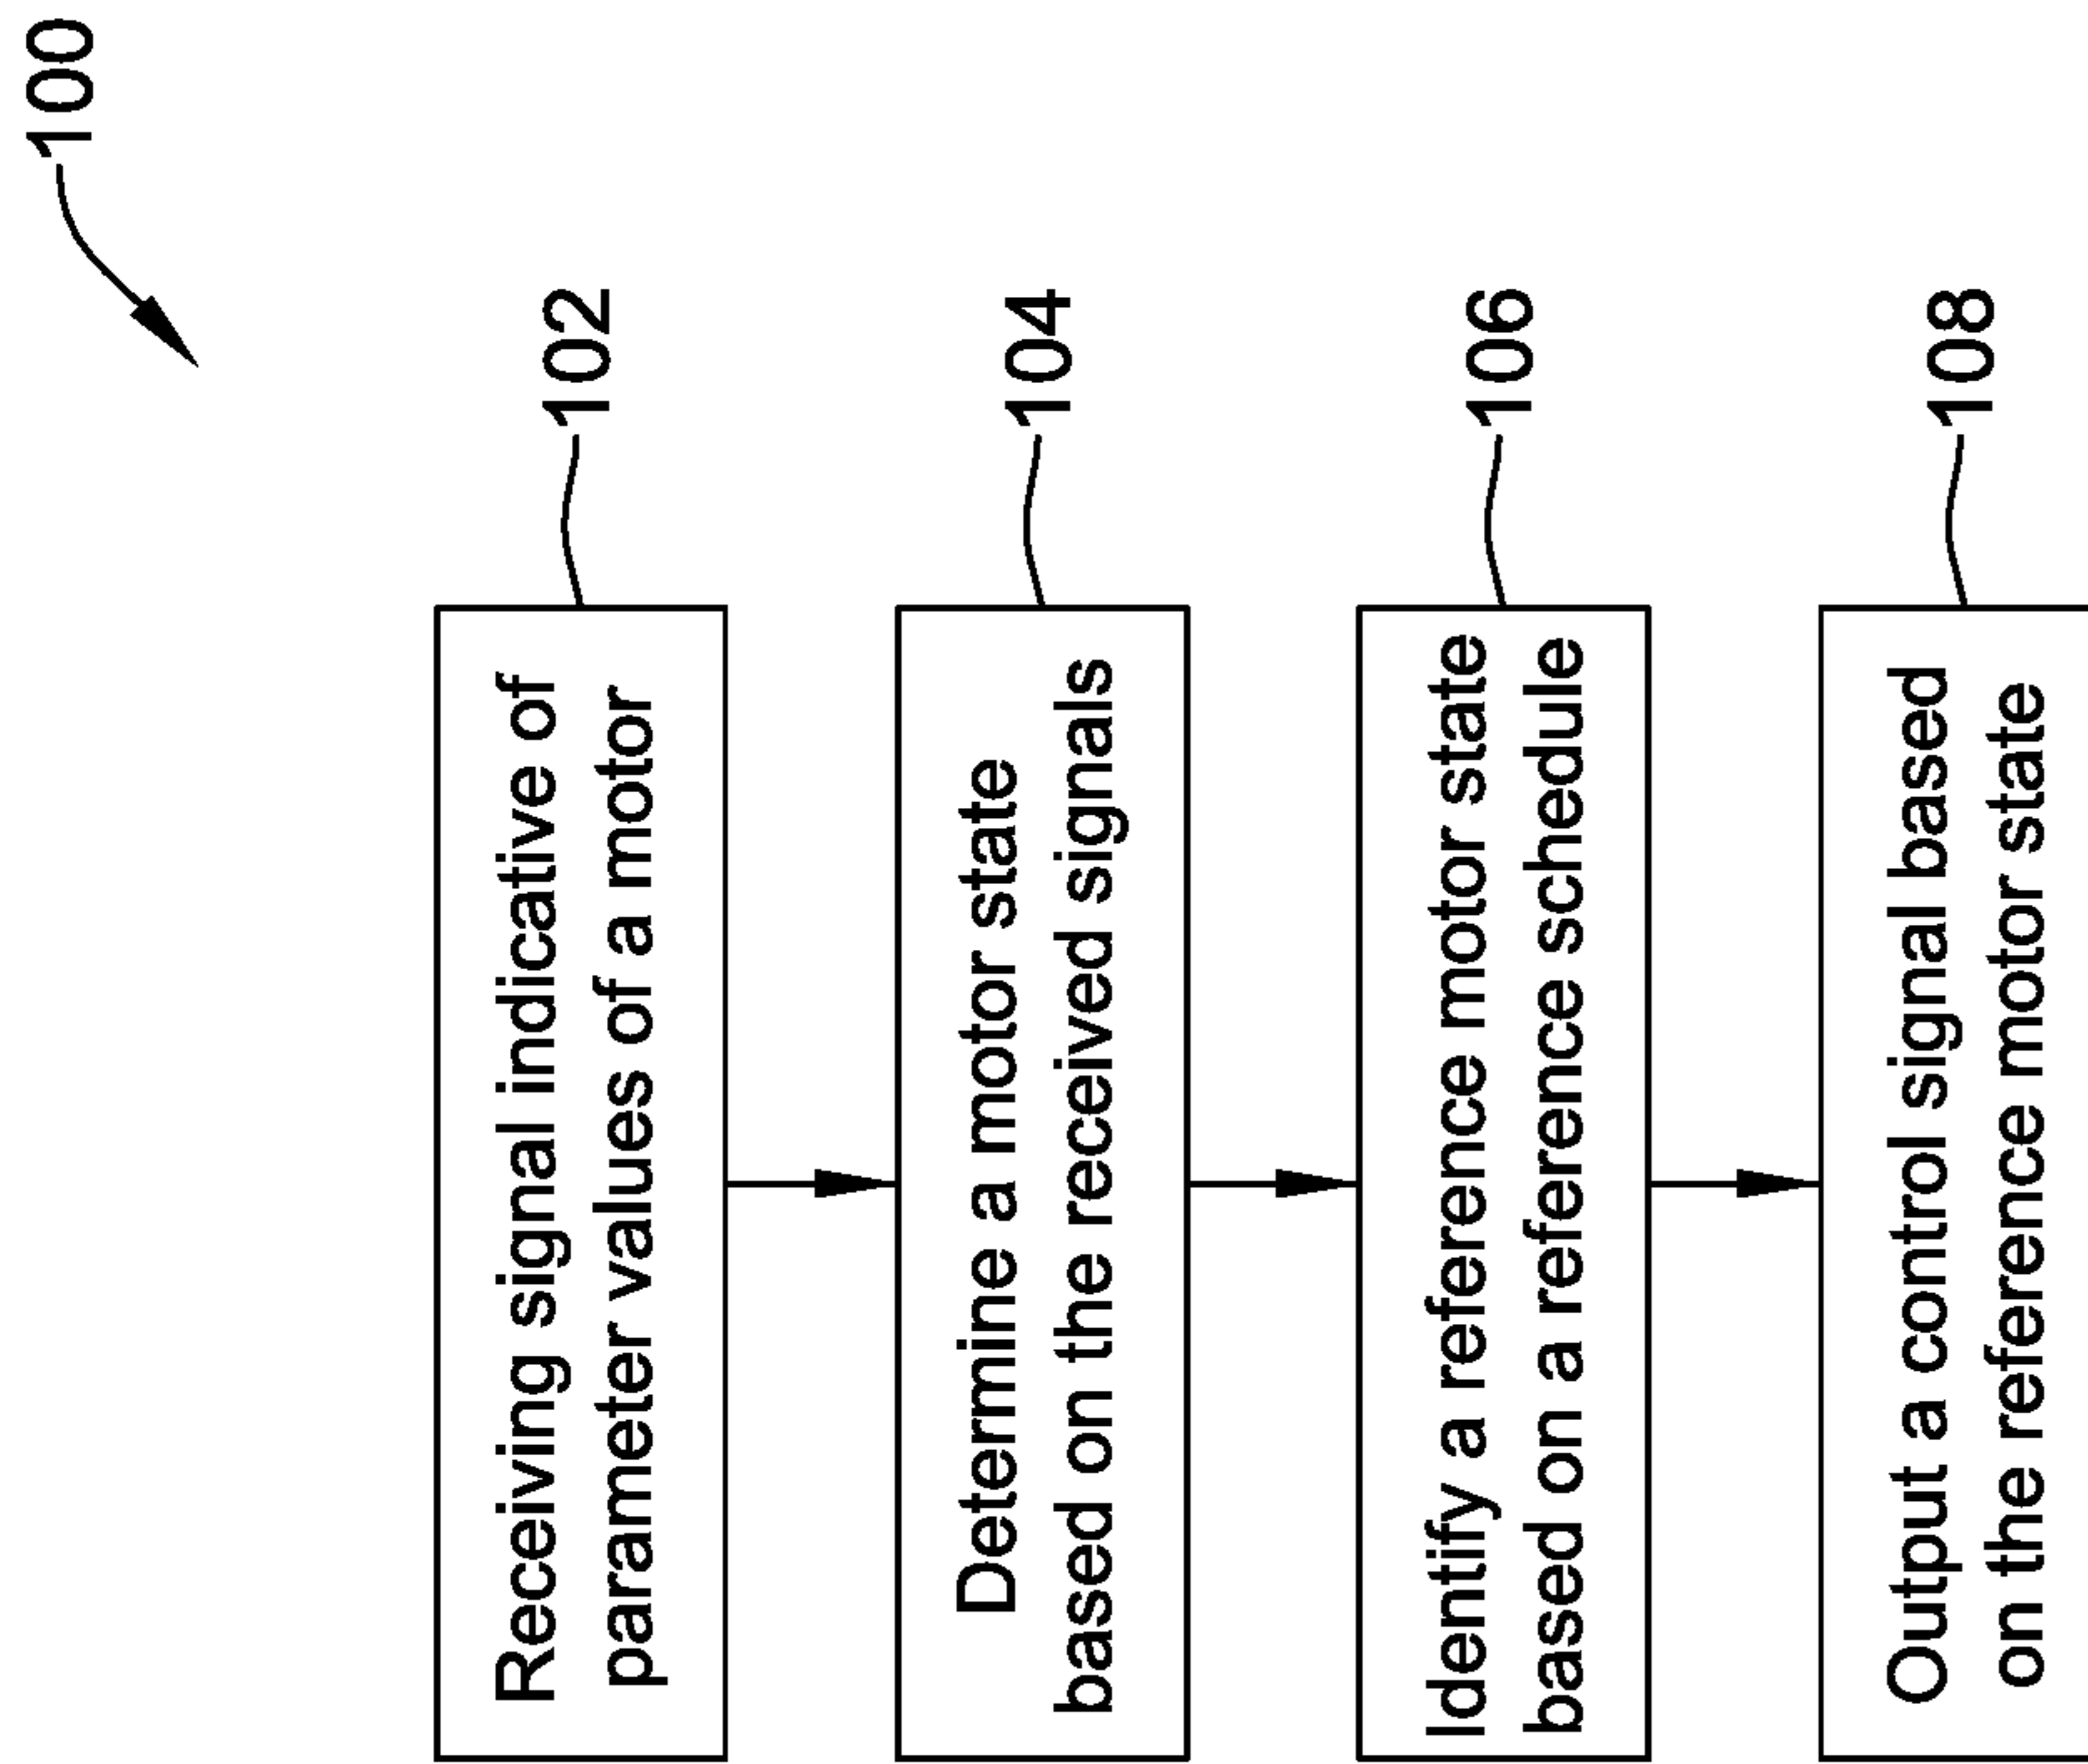 100
Receiving signal indicative of
parameter values of a motor
102
Determine a motor state
based on the received signals
104
Identify a reference motor state
based on a reference schedule
106
Output a control signal based
on the reference motor state
108